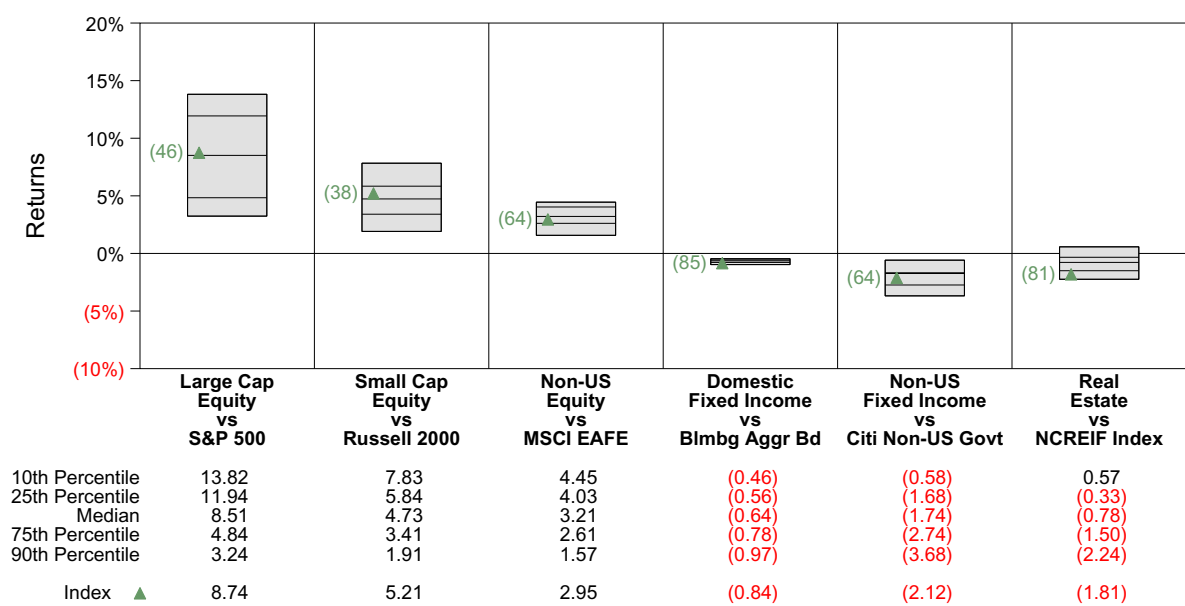 20%
15%
10%
5%
0%
(5%)
(10%)
Returns
(46)
(38)
(64)
(85)
(64)
(81)
Large Cap Small Cap Non-US Domestic Non-US Real
Equity Equity Equity Fixed Income Fixed Income Estate
vs vs vs vs vs vs
S&P 500 Russell 2000 MSCI EAFE Blmbg Aggr Bd Citi Non-US Govt NCREIF Index
10th Percentile 13.82 7.83 4.45 (0.46) (0.58) 0.57
25th Percentile 11.94 5.84 4.03 (0.56) (1.68) (0.33)
Median 8.51 4.73 3.21 (0.64) (1.74) (0.78)
75th Percentile 4.84 3.41 2.61 (0.78) (2.74) (1.50)
90th Percentile 3.24 1.91 1.57 (0.97) (3.68) (2.24)
Index 8.74 5.21 2.95 (0.84) (2.12) (1.81)